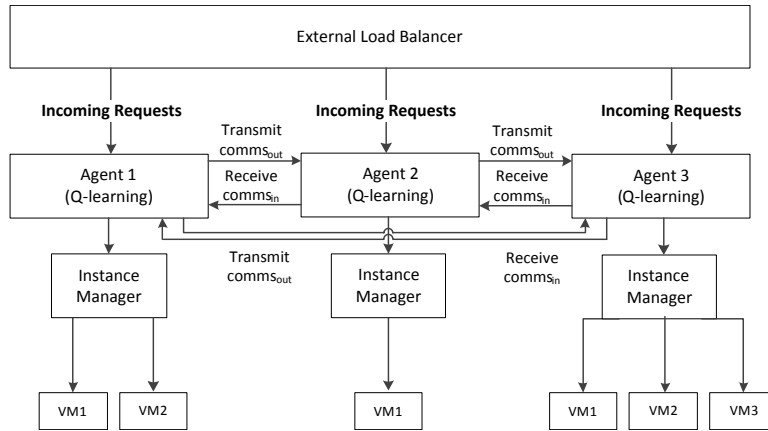 External Load Balancer
Incoming Requests
Incoming Requests
Incoming Requests
Transmit
comms_out
Transmit
comms_out
Agent 1
(Q-learning)
Receive
comms_in
Agent 2
(Q-learning)
Receive
comms_in
Agent 3
(Q-learning)
Transmit
comms_out
Receive
comms_in
Instance
Manager
Instance
Manager
Instance
Manager
VM1
VM2
VM1
VM1
VM2
VM3